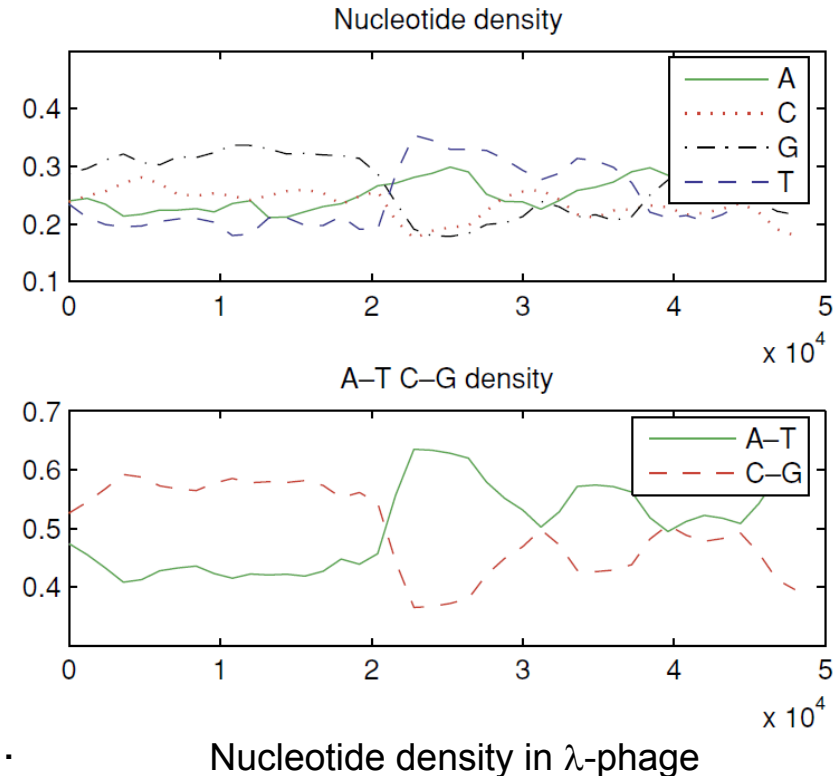 Nucleotide density
0.4
0.3
0.2
0.1
A
C
G
T
0 1 2 3 4 5
x 10^4
A–T C–G density
0.7
0.6
0.5
0.4
A–T
C–G
0 1 2 3 4 5
x 10^4
Nucleotide density in λ-phage